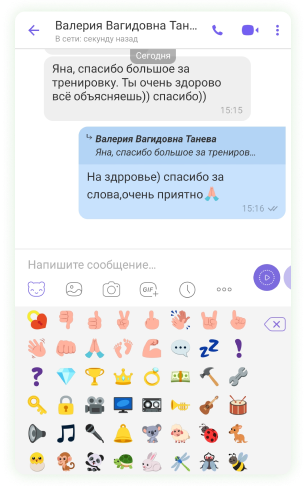 Валерия Вагидовна Тан...
В сети: секунду назад
Сегодня
Яна, спасибо большое за
тренировку. Ты очень здорово
всё объясняешь)) спасибо))
15:15
Валерия Вагидовна Танева
Яна, спасибо большое за трениров...
На здрровье) спасибо за
слова,очень приятно🙏
15:16
Напишите сообщение...
GIF+